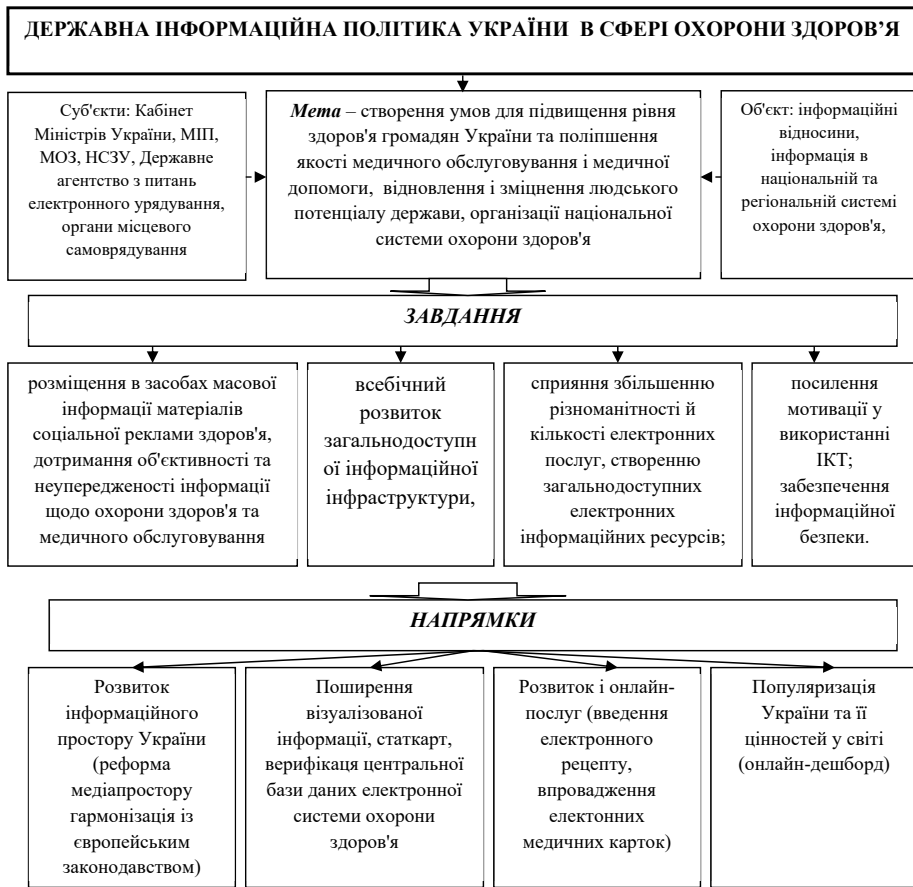 ДЕРЖАВНА ІНФОРМАЦІЙНА ПОЛІТИКА УКРАЇНИ В СФЕРІ ОХОРОНИ ЗДОРОВ’Я
Суб'єкти: Кабінет
Міністрів України, МІП,
МОЗ, НСЗУ, Державне
агентство з питань
електронного урядування,
органи місцевого
самоврядування
Мета – створення умов для підвищення рівня
здоров'я громадян України та поліпшення
якості медичного обслуговування і медичної
допомоги, відновлення і зміцнення людського
потенціалу держави, організації національної
системи охорони здоров'я
Об'єкт: інформаційні
відносини,
інформація в
національній та
регіональній системі
охорони здоров'я,
ЗАВДАННЯ
розміщення в засобах масової
інформації матеріалів
соціальної реклами здоров'я,
дотримання об'єктивності та
неупередженості інформації
щодо охорони здоров'я та
медичного обслуговування
всебічний
розвиток
загальнодоступн
ої інформаційної
інфраструктури,
сприяння збільшенню
різноманітності й
кількості електронних
послуг, створенню
загальнодоступних
електронних
інформаційних ресурсів;
посилення
мотивації у
використанні
ІКТ;
забезпечення
інформаційної
безпеки.
НАПРЯМКИ
Розвиток
інформаційного
простору України
(реформа
медіапростору
гармонізація із
європейським
законодавством)
Поширення
візуалізованої
інформації, статкарт,
верифікаця центральної
бази даних електронної
системи охорони
здоров'я
Розвиток і онлайн-
послуг (введення
електронного
рецепту,
впровадження
електонних
медичних карток)
Популяризація
України та її
цінностей у світі
(онлайн-дешборд)